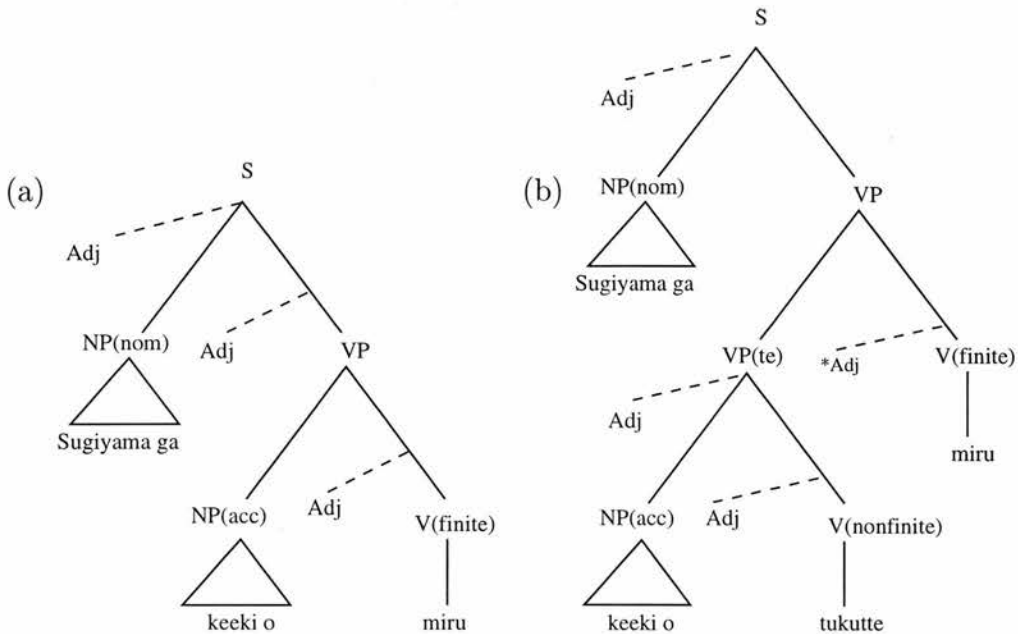 (a)
S
Adj
NP(nom)
Adj
VP
Sugiyama ga
NP(acc)
Adj
V(finite)
keeki o
miru
(b)
S
Adj
NP(nom)
VP
Sugiyama ga
VP(te)
*Adj
V(finite)
Adj
miru
NP(acc)
Adj
V(nonfinite)
keeki o
tukutte